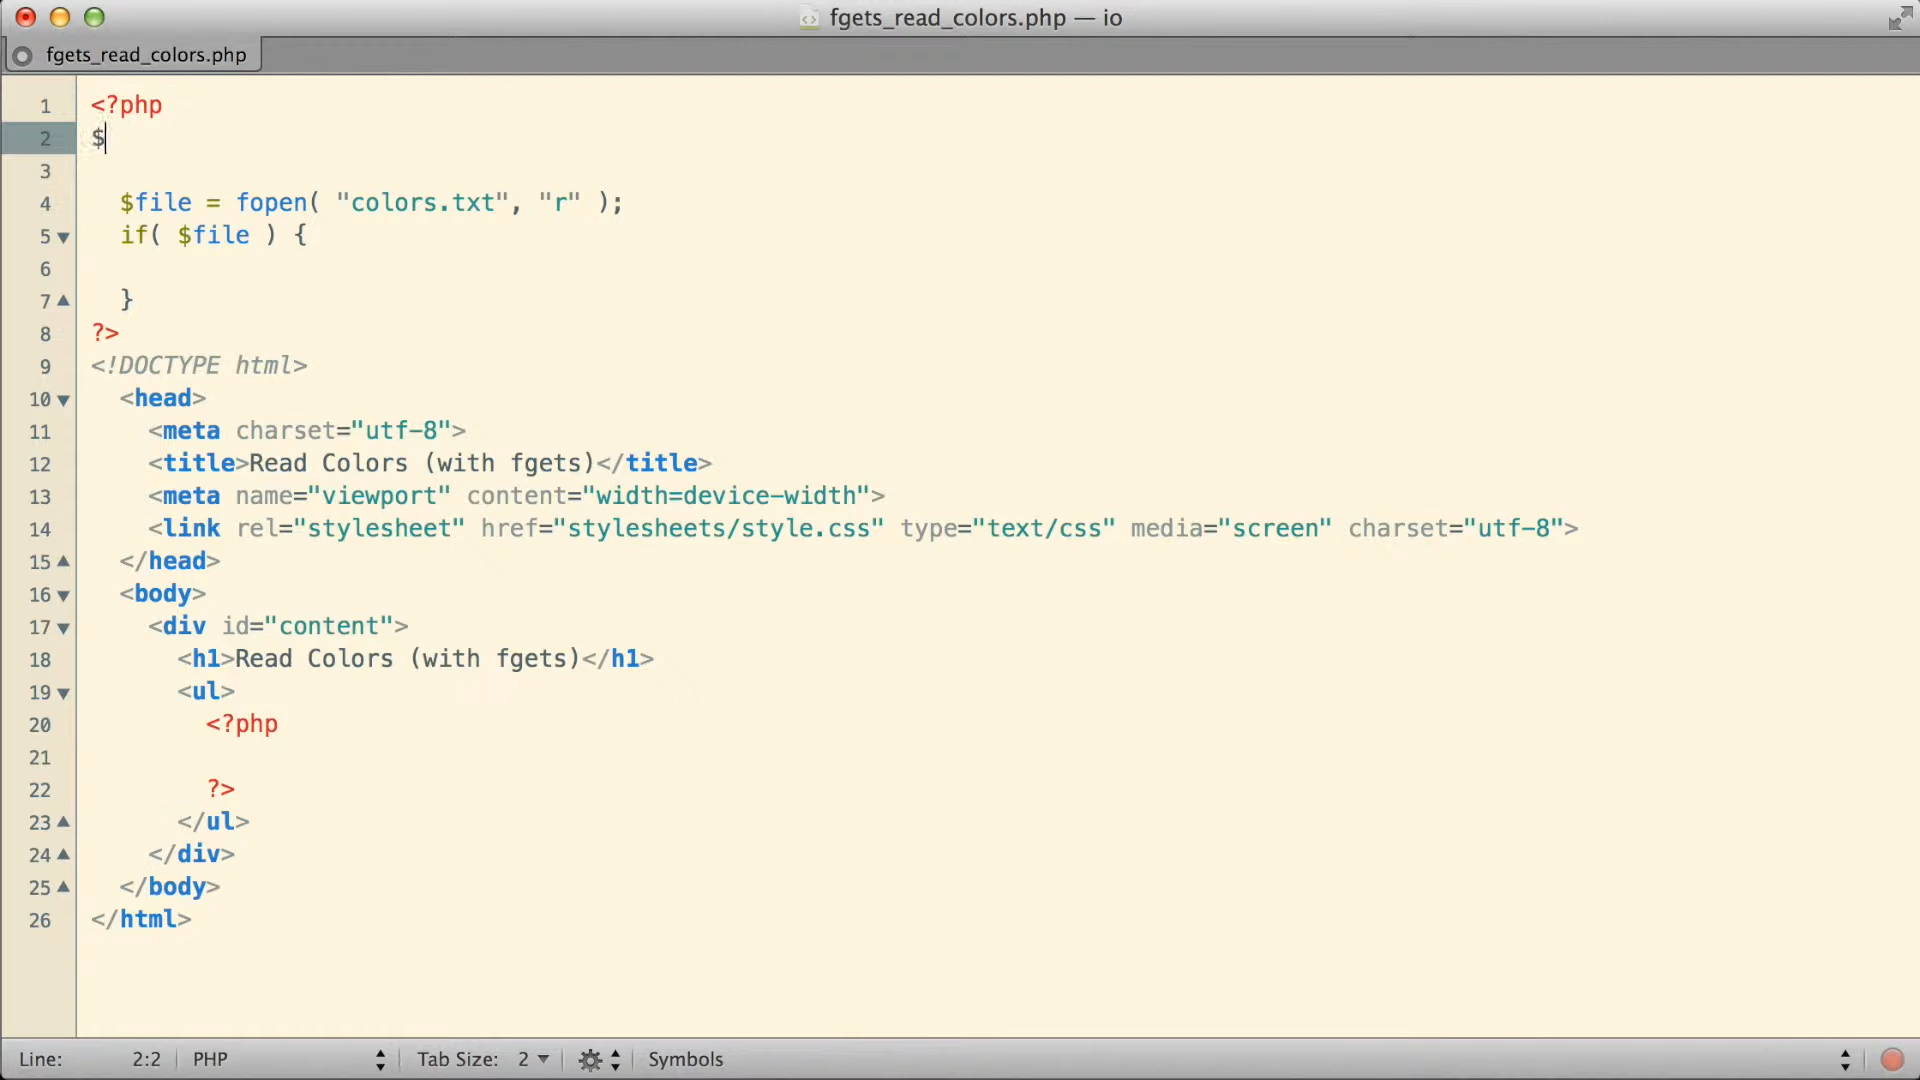 fgets_read_colors.php — io
fgets_read_colors.php
1 <?php
2 $
3
4 $file = fopen( "colors.txt", "r" );
5 if( $file ) {
6
7 }
8 ?>
9 <!DOCTYPE html>
10 <head>
11 <meta charset="utf-8">
12 <title>Read Colors (with fgets)</title>
13 <meta name="viewport" content="width=device-width">
14 <link rel="stylesheet" href="stylesheets/style.css" type="text/css" media="screen" charset="utf-8">
15 </head>
16 <body>
17 <div id="content">
18 <h1>Read Colors (with fgets)</h1>
19 <ul>
20 <?php
21
22 ?>
23 </ul>
24 </div>
25 </body>
26 </html>
Line: 2:2 PHP Tab Size: 2 Symbols